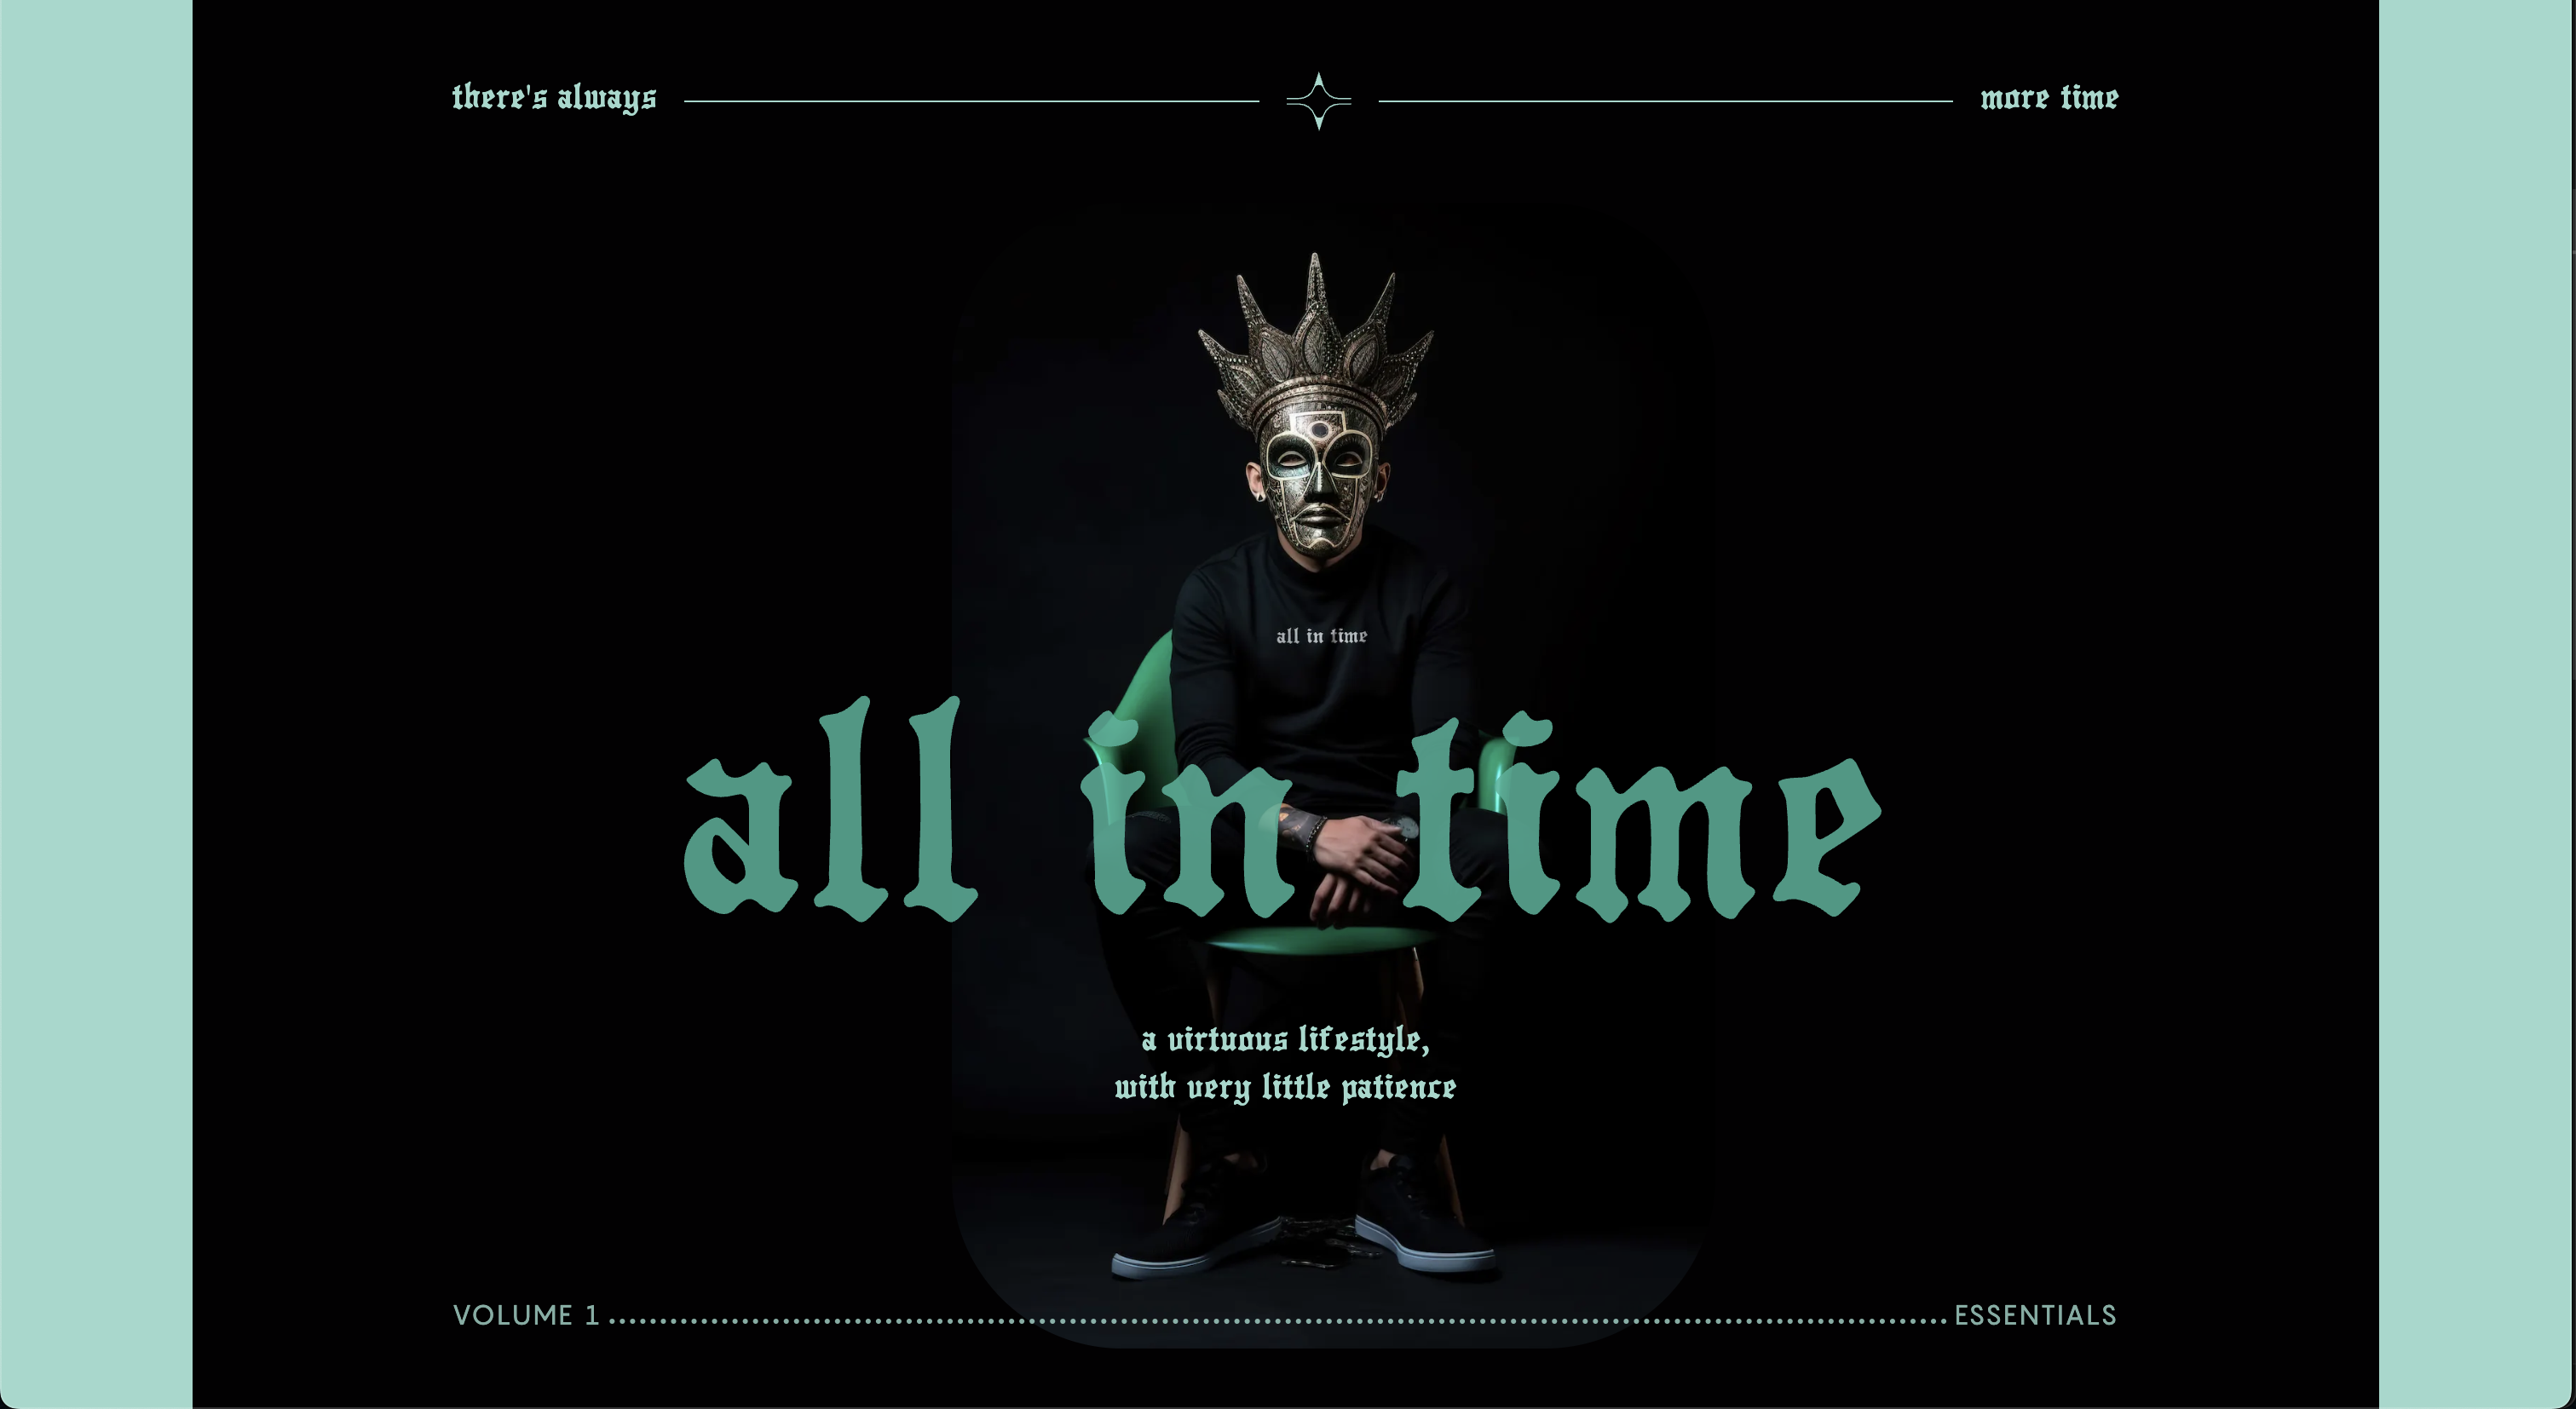 there's always
more time
all in time
all in time
a virtuous lifestyle,
with very little patience
VOLUME 1
ESSENTIALS